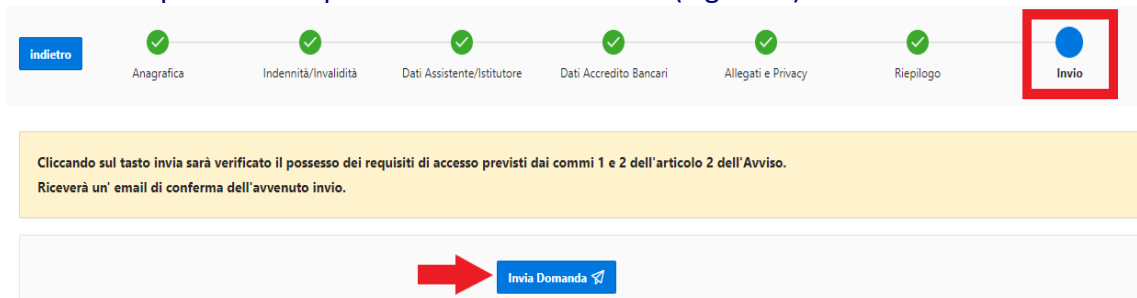 indietro
Anagrafica
Indennità/Invalidità
Dati Assistente/Istitutore
Dati Accredito Bancari
Allegati e Privacy
Riepilogo
Invio
Cliccando sul tasto invia sarà verificato il possesso dei requisiti di accesso previsti dai commi 1 e 2 dell'articolo 2 dell'Avviso.
Riceverà un' email di conferma dell'avvenuto invio.
Invia Domanda